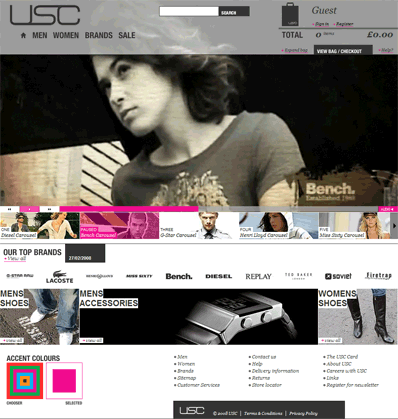 USC
SEARCH
Guest
Sign in Register
MEN WOMEN BRANDS SALE
TOTAL 0 items £0.00
Expand bag VIEW BAG / CHECKOUT Help?
Bench.
Established 1989
ONE
Diesel Carousel
PAUSED
Bench Carousel
THREE
G-Star Carousel
FOUR
Henri Lloyd Carousel
FIVE
Miss Sixty Carousel
OUR TOP BRANDS 27/02/2008
View all
G-STAR RAW LACOSTE MISS SIXTY Bench. DIESEL REPLAY TED BAKER LONDON soviet firetrap
MENS SHOES
view all
MENS ACCESSORIES
view all
WOMENS SHOES
view all
ACCENT COLOURS
CHOOSER SELECTED
Men
Women
Brands
Sitemap
Customer Services
Contact us
Help
Delivery information
Returns
Store locator
The USC Card
About USC
Careers with USC
Links
Register for newsletter
USC © 2008 USC | Terms & Conditions | Privacy Policy